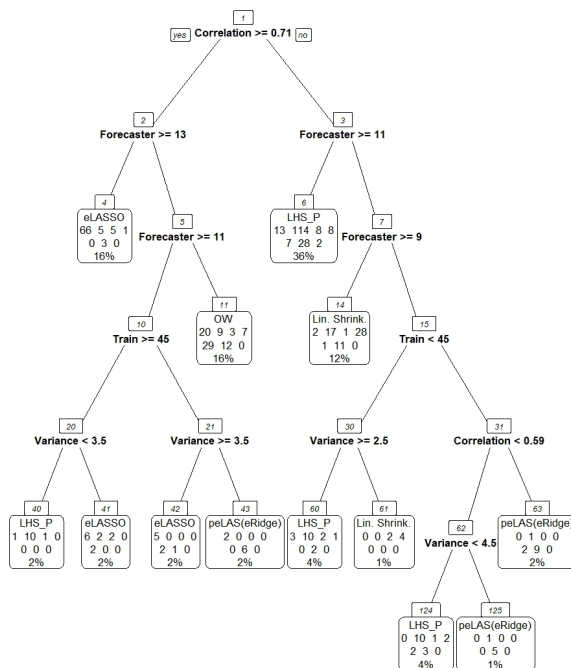 1
yes Correlation >= 0.71 no
2
Forecaster >= 13
3
Forecaster >= 11
4
eLASSO
66 5 5 1
0 3 0
16%
5
Forecaster >= 11
6
LHS_P
13 114 8 8
7 28 2
36%
7
Forecaster >= 9
10
Train >= 45
11
OW
20 9 3 7
29 12 0
16%
14
Lin. Shrink.
2 17 1 28
1 11 0
12%
15
Train < 45
20
Variance < 3.5
21
Variance >= 3.5
30
Variance >= 2.5
31
Correlation < 0.59
40
LHS_P
1 10 1 0
0 0 0
2%
41
eLASSO
6 2 2 0
2 0 0
2%
42
eLASSO
5 0 0 0
2 1 0
2%
43
peLAS(eRidge)
2 0 0 0
0 6 0
2%
60
LHS_P
3 10 2 1
0 2 0
4%
61
Lin. Shrink.
0 0 2 4
0 0 0
1%
62
Variance < 4.5
63
peLAS(eRidge)
0 1 0 0
2 9 0
2%
124
LHS_P
0 10 1 2
2 3 0
4%
125
peLAS(eRidge)
0 1 0 0
0 5 0
1%